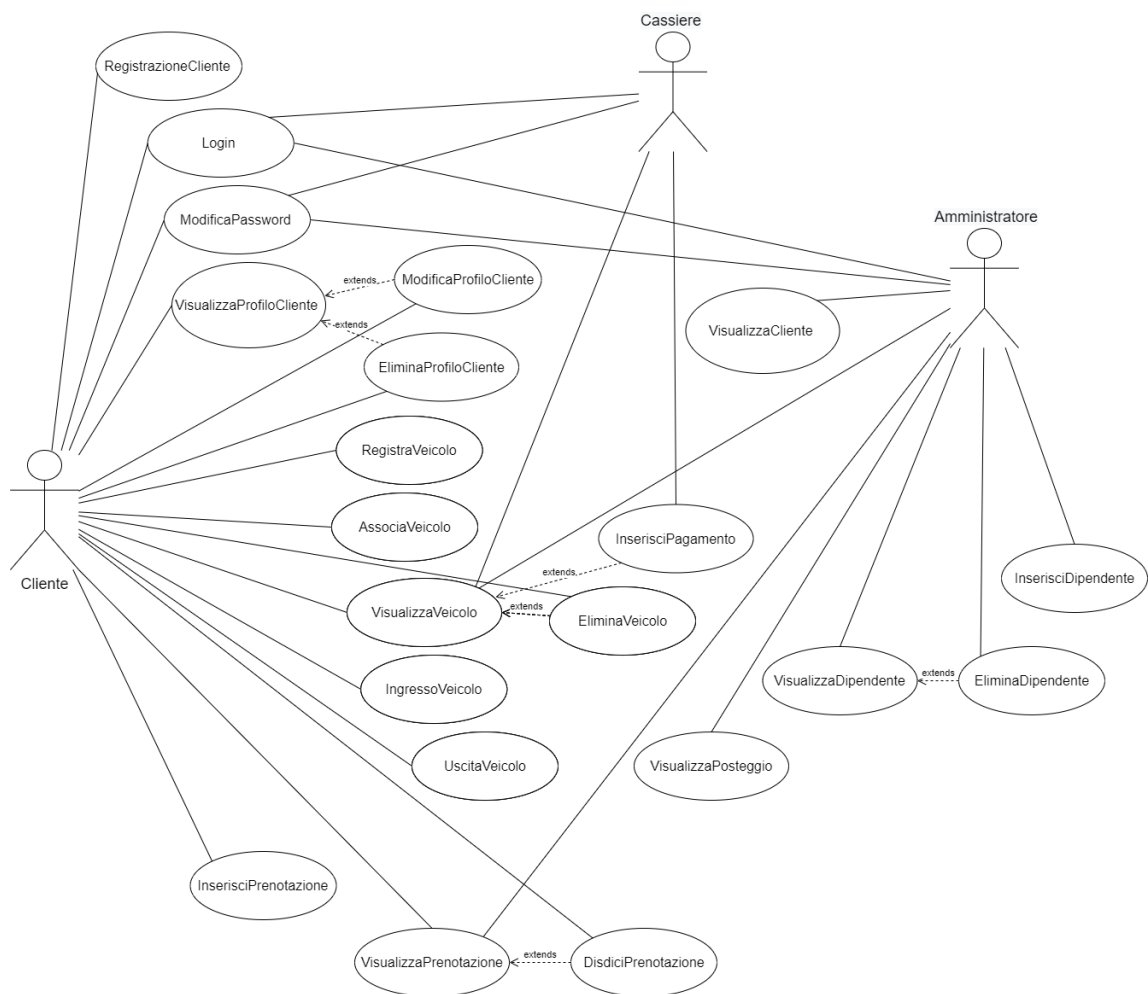 Cassiere
RegistrazioneCliente
Login
ModificaPassword
Amministratore
ModificaProfiloCliente
extends
VisualizzaProfiloCliente
extends
VisualizzaCliente
EliminaProfiloCliente
RegistraVeicolo
AssociaVeicolo
InserisciPagamento
extends
InserisciDipendente
Cliente
VisualizzaVeicolo
extends
EliminaVeicolo
VisualizzaDipendente
extends
EliminaDipendente
IngressoVeicolo
UscitaVeicolo
VisualizzaPosteggio
InserisciPrenotazione
VisualizzaPrenotazione
extends
DisdiciPrenotazione